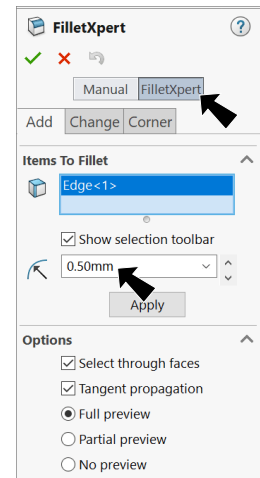 FilletXpert
Manual FilletXpert
Add Change Corner
Items To Fillet
Edge<1>
Show selection toolbar
0.50mm
Apply
Options
Select through faces
Tangent propagation
Full preview
Partial preview
No preview